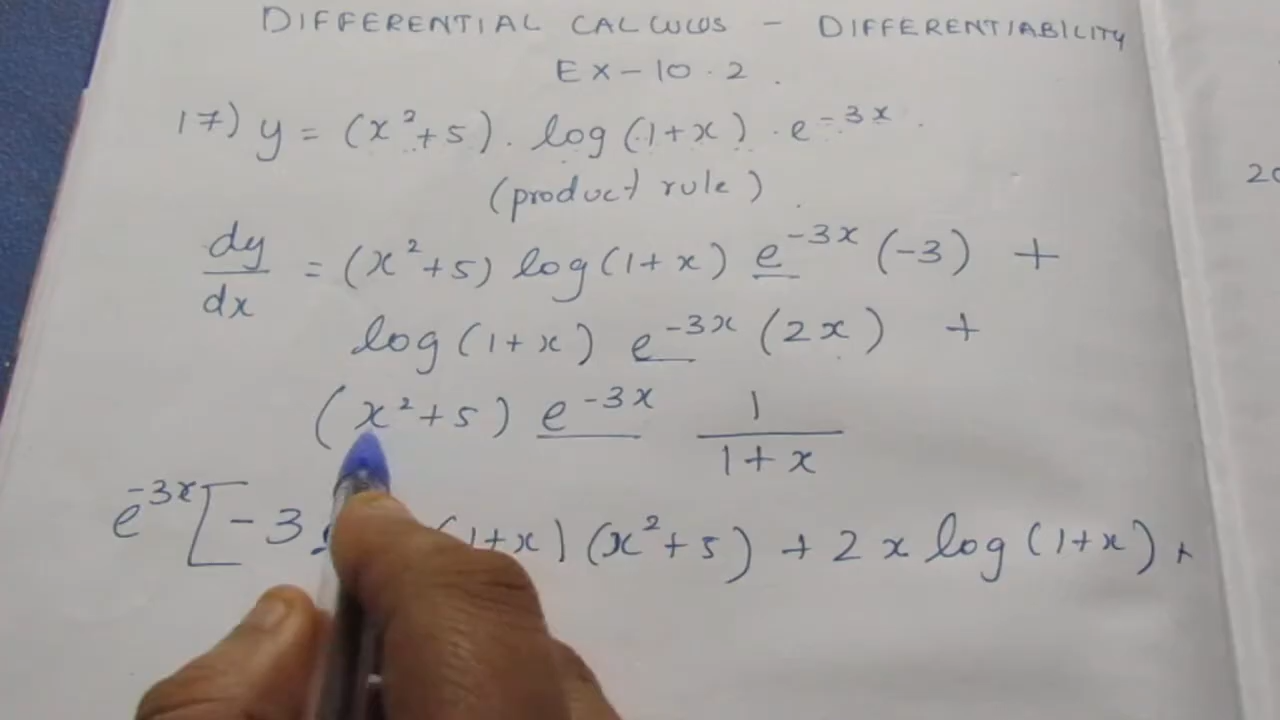 DIFFERENTIAL CALCULUS - DIFFERENTIABILITY
EX-10.2.
17) y = (x²+5). log(1+x) . e⁻³ˣ.
(product rule)
dy/dx = (x²+5) log(1+x) e⁻³ˣ (-3) +
log(1+x) e⁻³ˣ (2x) +
(x²+5) e⁻³ˣ 1/(1+x)
e⁻³ˣ [-3 (1+x) (x²+5) + 2x log(1+x) +